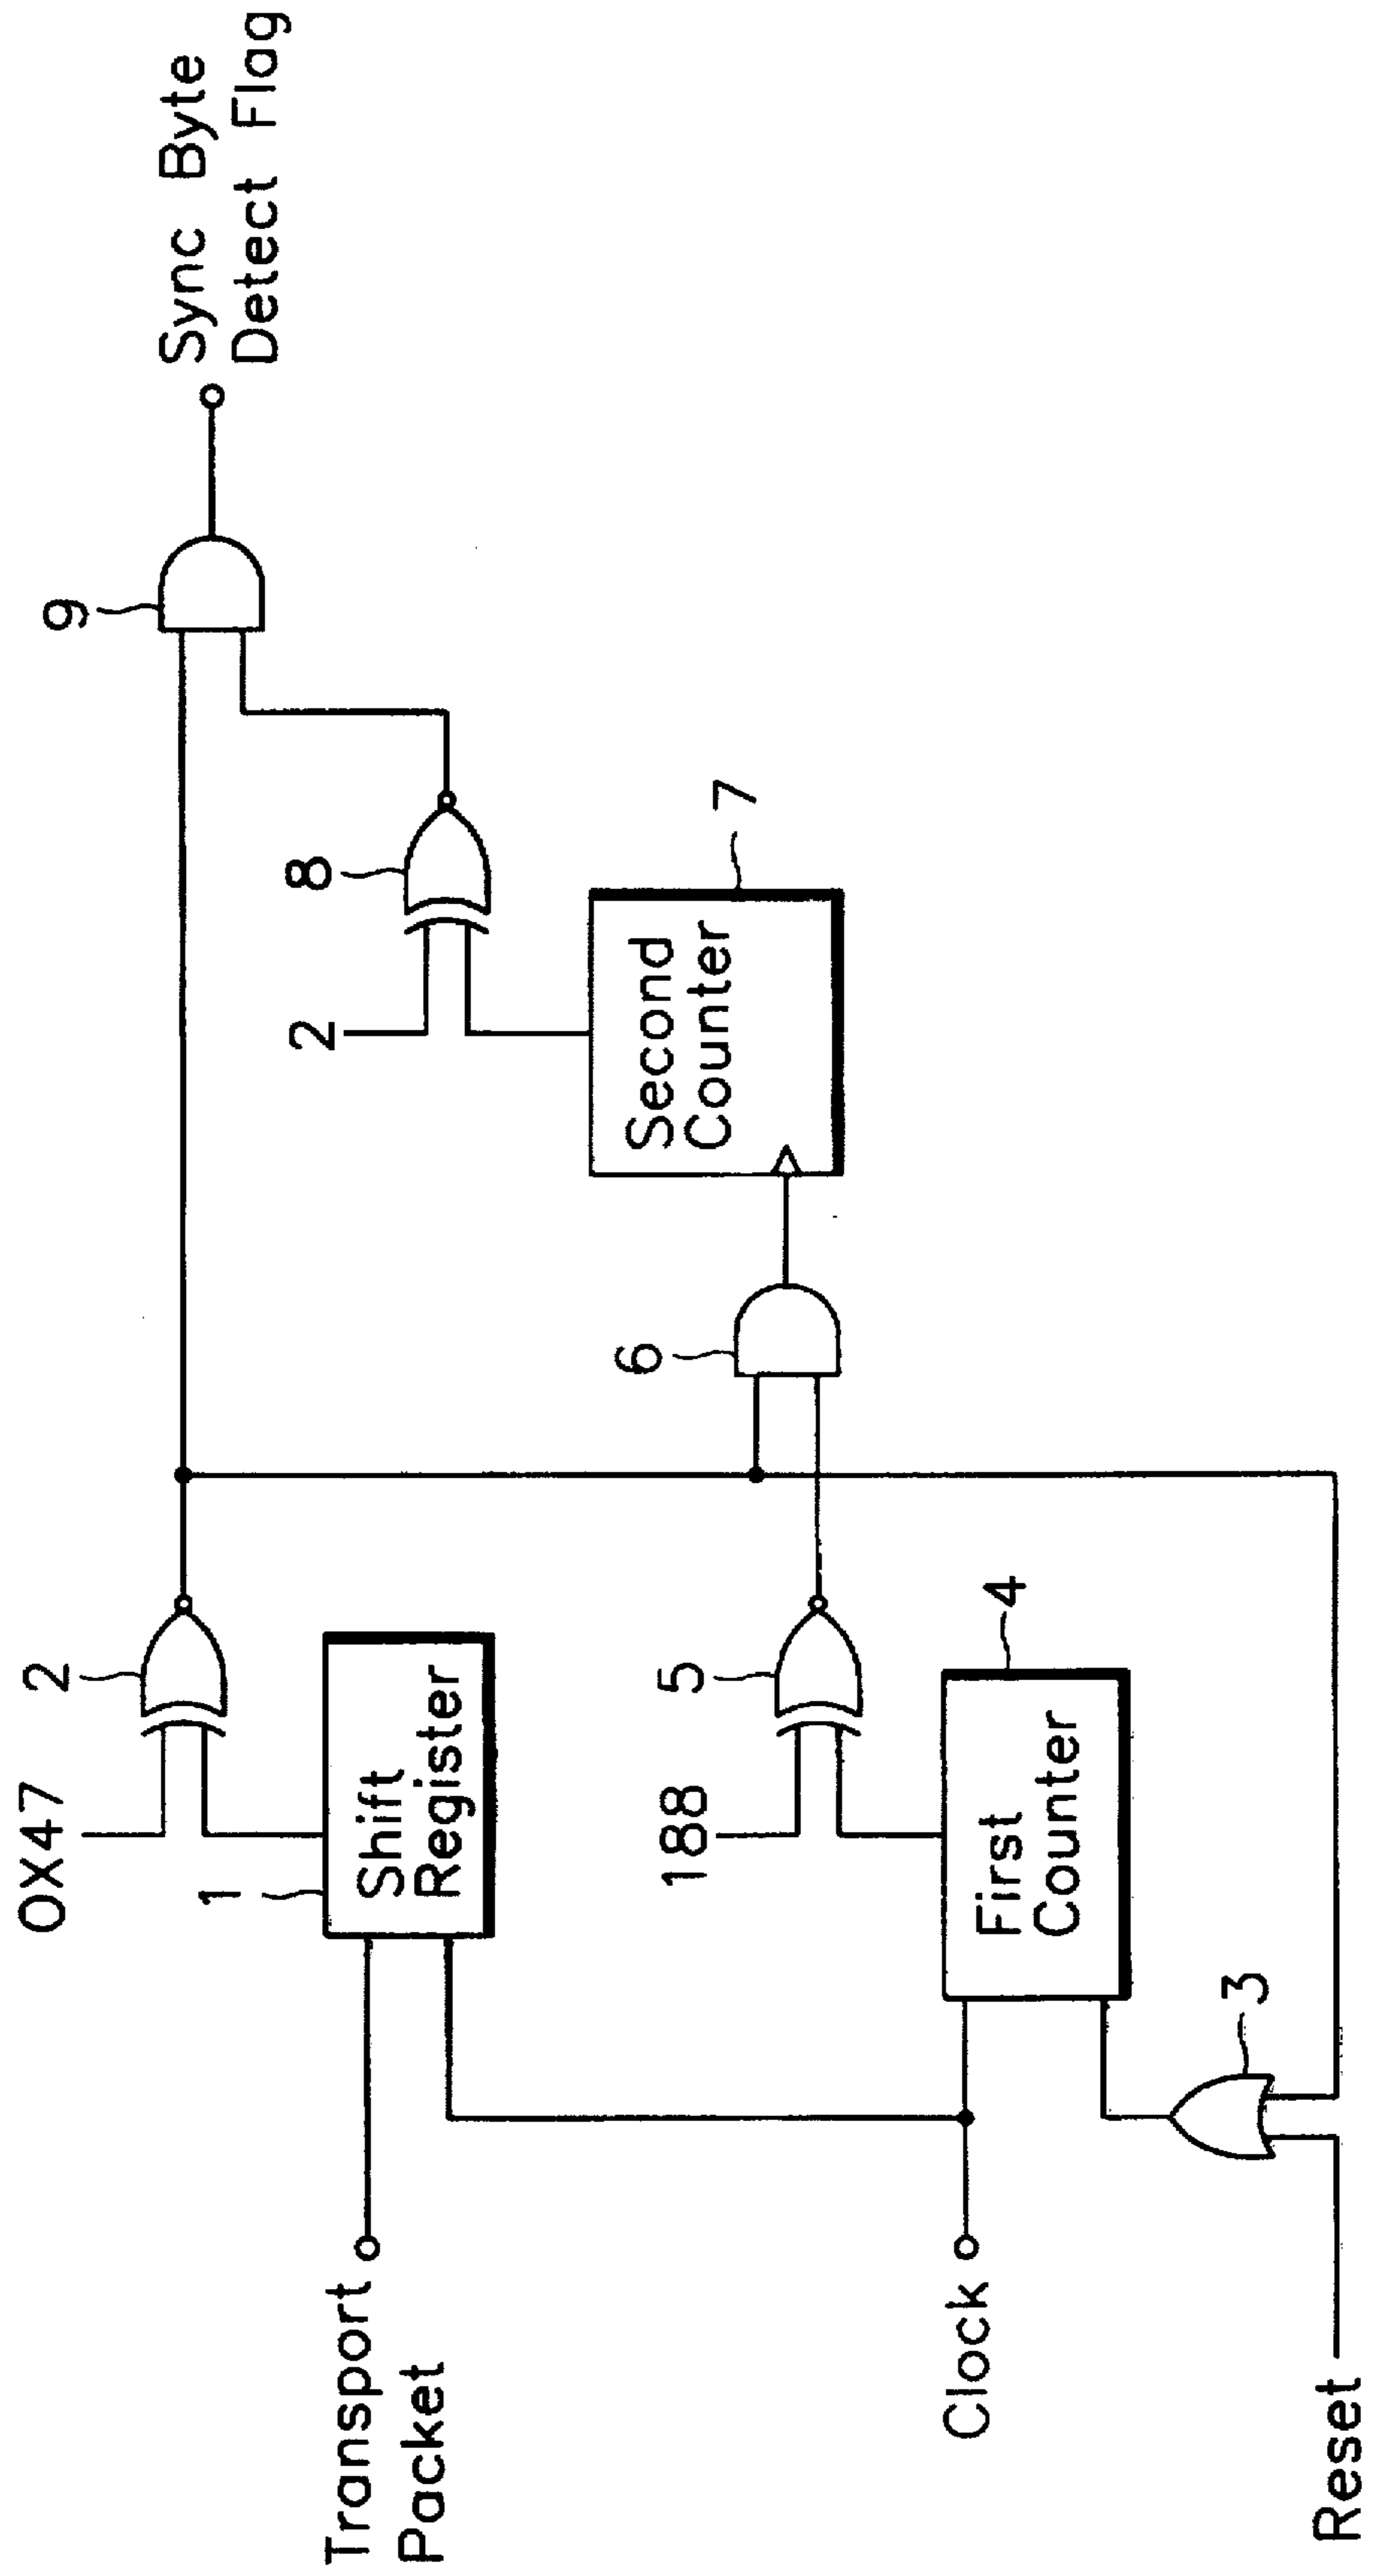 Sync Byte
Detect Flag
9
8
7
2
Second
Counter
6
2
OX47
1
Shift
Register
5
188
4
First
Counter
3
Transport
Packet
Clock
Reset